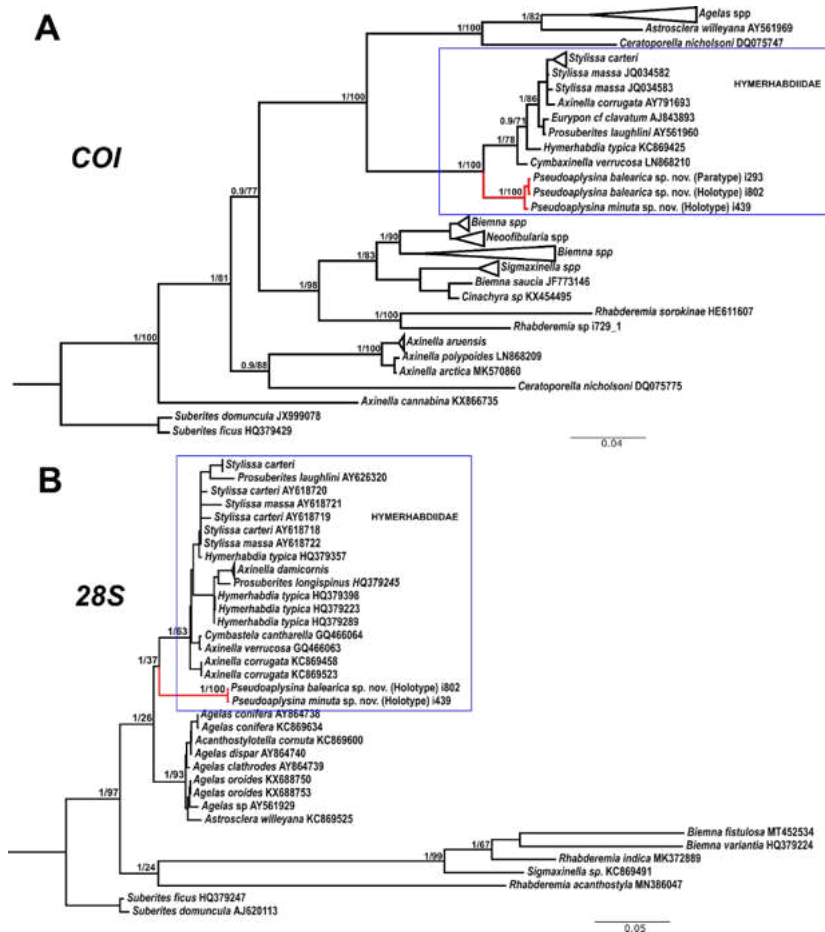 A
COI
Agelas spp
1/82
Astrosclera willeyana AY561969
1/100
Ceratoporella nicholsoni DQ075747
1/100
Stylissa carteri
HYMERHABDIIDAE
Stylissa massa JQ034582
Stylissa massa JQ034583
1/86
Axinella corrugata AY791693
0.9/71
Eurypon cf clavatum AJ843893
Prosuberites laughlini AY561960
1/78
Hymerhabdia typica KC869425
1/100
Cymbaxinella verrucosa LN868210
Pseudoaplysina balearica sp. nov. (Paratype) i293
1/100
Pseudoaplysina balearica sp. nov. (Holotype) i802
Pseudoaplysina minuta sp. nov. (Holotype) i439
0.9/77
Biemna spp
1/90
Neoofibularia spp
1/83
Biemna spp
Sigmaxinella spp
1/81
1/98
Biemna saucia JF773146
Cinachyra sp KX454495
Rhabderemia sorokinae HE611607
1/100
Rhabderemia sp i729_1
1/100
Axinella aruensis
1/100
Axinella polypoides LN868209
0.9/88
Axinella arctica MK570860
Ceratoporella nicholsoni DQ075775
Axinella cannabina KX866735
Suberites domuncula JX999078
Suberites ficus HQ379429
0.04
B
28S
Stylissa carteri
Prosuberites laughlini AY626320
Stylissa carteri AY618720
Stylissa massa AY618721
Stylissa carteri AY618719
HYMERHABDIIDAE
Stylissa carteri AY618718
Stylissa massa AY618722
Hymerhabdia typica HQ379357
Axinella damicornis
Prosuberites longispinus HQ379245
Hymerhabdia typica HQ379398
Hymerhabdia typica HQ379223
Hymerhabdia typica HQ379289
1/63
Cymbastela cantharella GQ466064
Axinella verrucosa GQ466063
1/37
Axinella corrugata KC869458
Axinella corrugata KC869523
1/100
Pseudoaplysina balearica sp. nov. (Holotype) i802
Pseudoaplysina minuta sp. nov. (Holotype) i439
1/26
Agelas conifera AY864738
Agelas conifera KC869634
Acanthostylotella cornuta KC869600
Agelas dispar AY864740
Agelas clathrodes AY864739
1/93
Agelas oroides KX688750
Agelas oroides KX688753
1/97
Agelas sp AY561929
Astrosclera willeyana KC869525
Biemna fistulosa MT452534
1/67
Biemna variantia HQ379224
1/99
Rhabderemia indica MK372889
1/24
Sigmaxinella sp. KC869491
Rhabderemia acanthostyla MN386047
Suberites ficus HQ379247
Suberites domuncula AJ620113
0.05